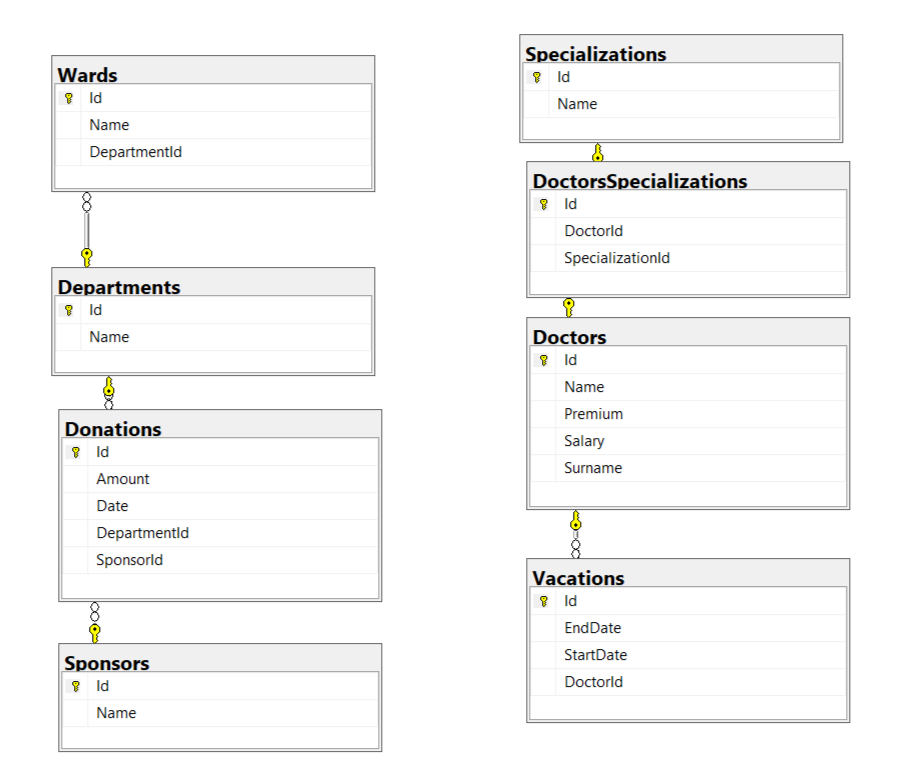 Wards
Id
Name
DepartmentId
Departments
Id
Name
Donations
Id
Amount
Date
DepartmentId
SponsorId
Sponsors
Id
Name
Specializations
Id
Name
DoctorsSpecializations
Id
DoctorId
SpecializationId
Doctors
Id
Name
Premium
Salary
Surname
Vacations
Id
EndDate
StartDate
DoctorId